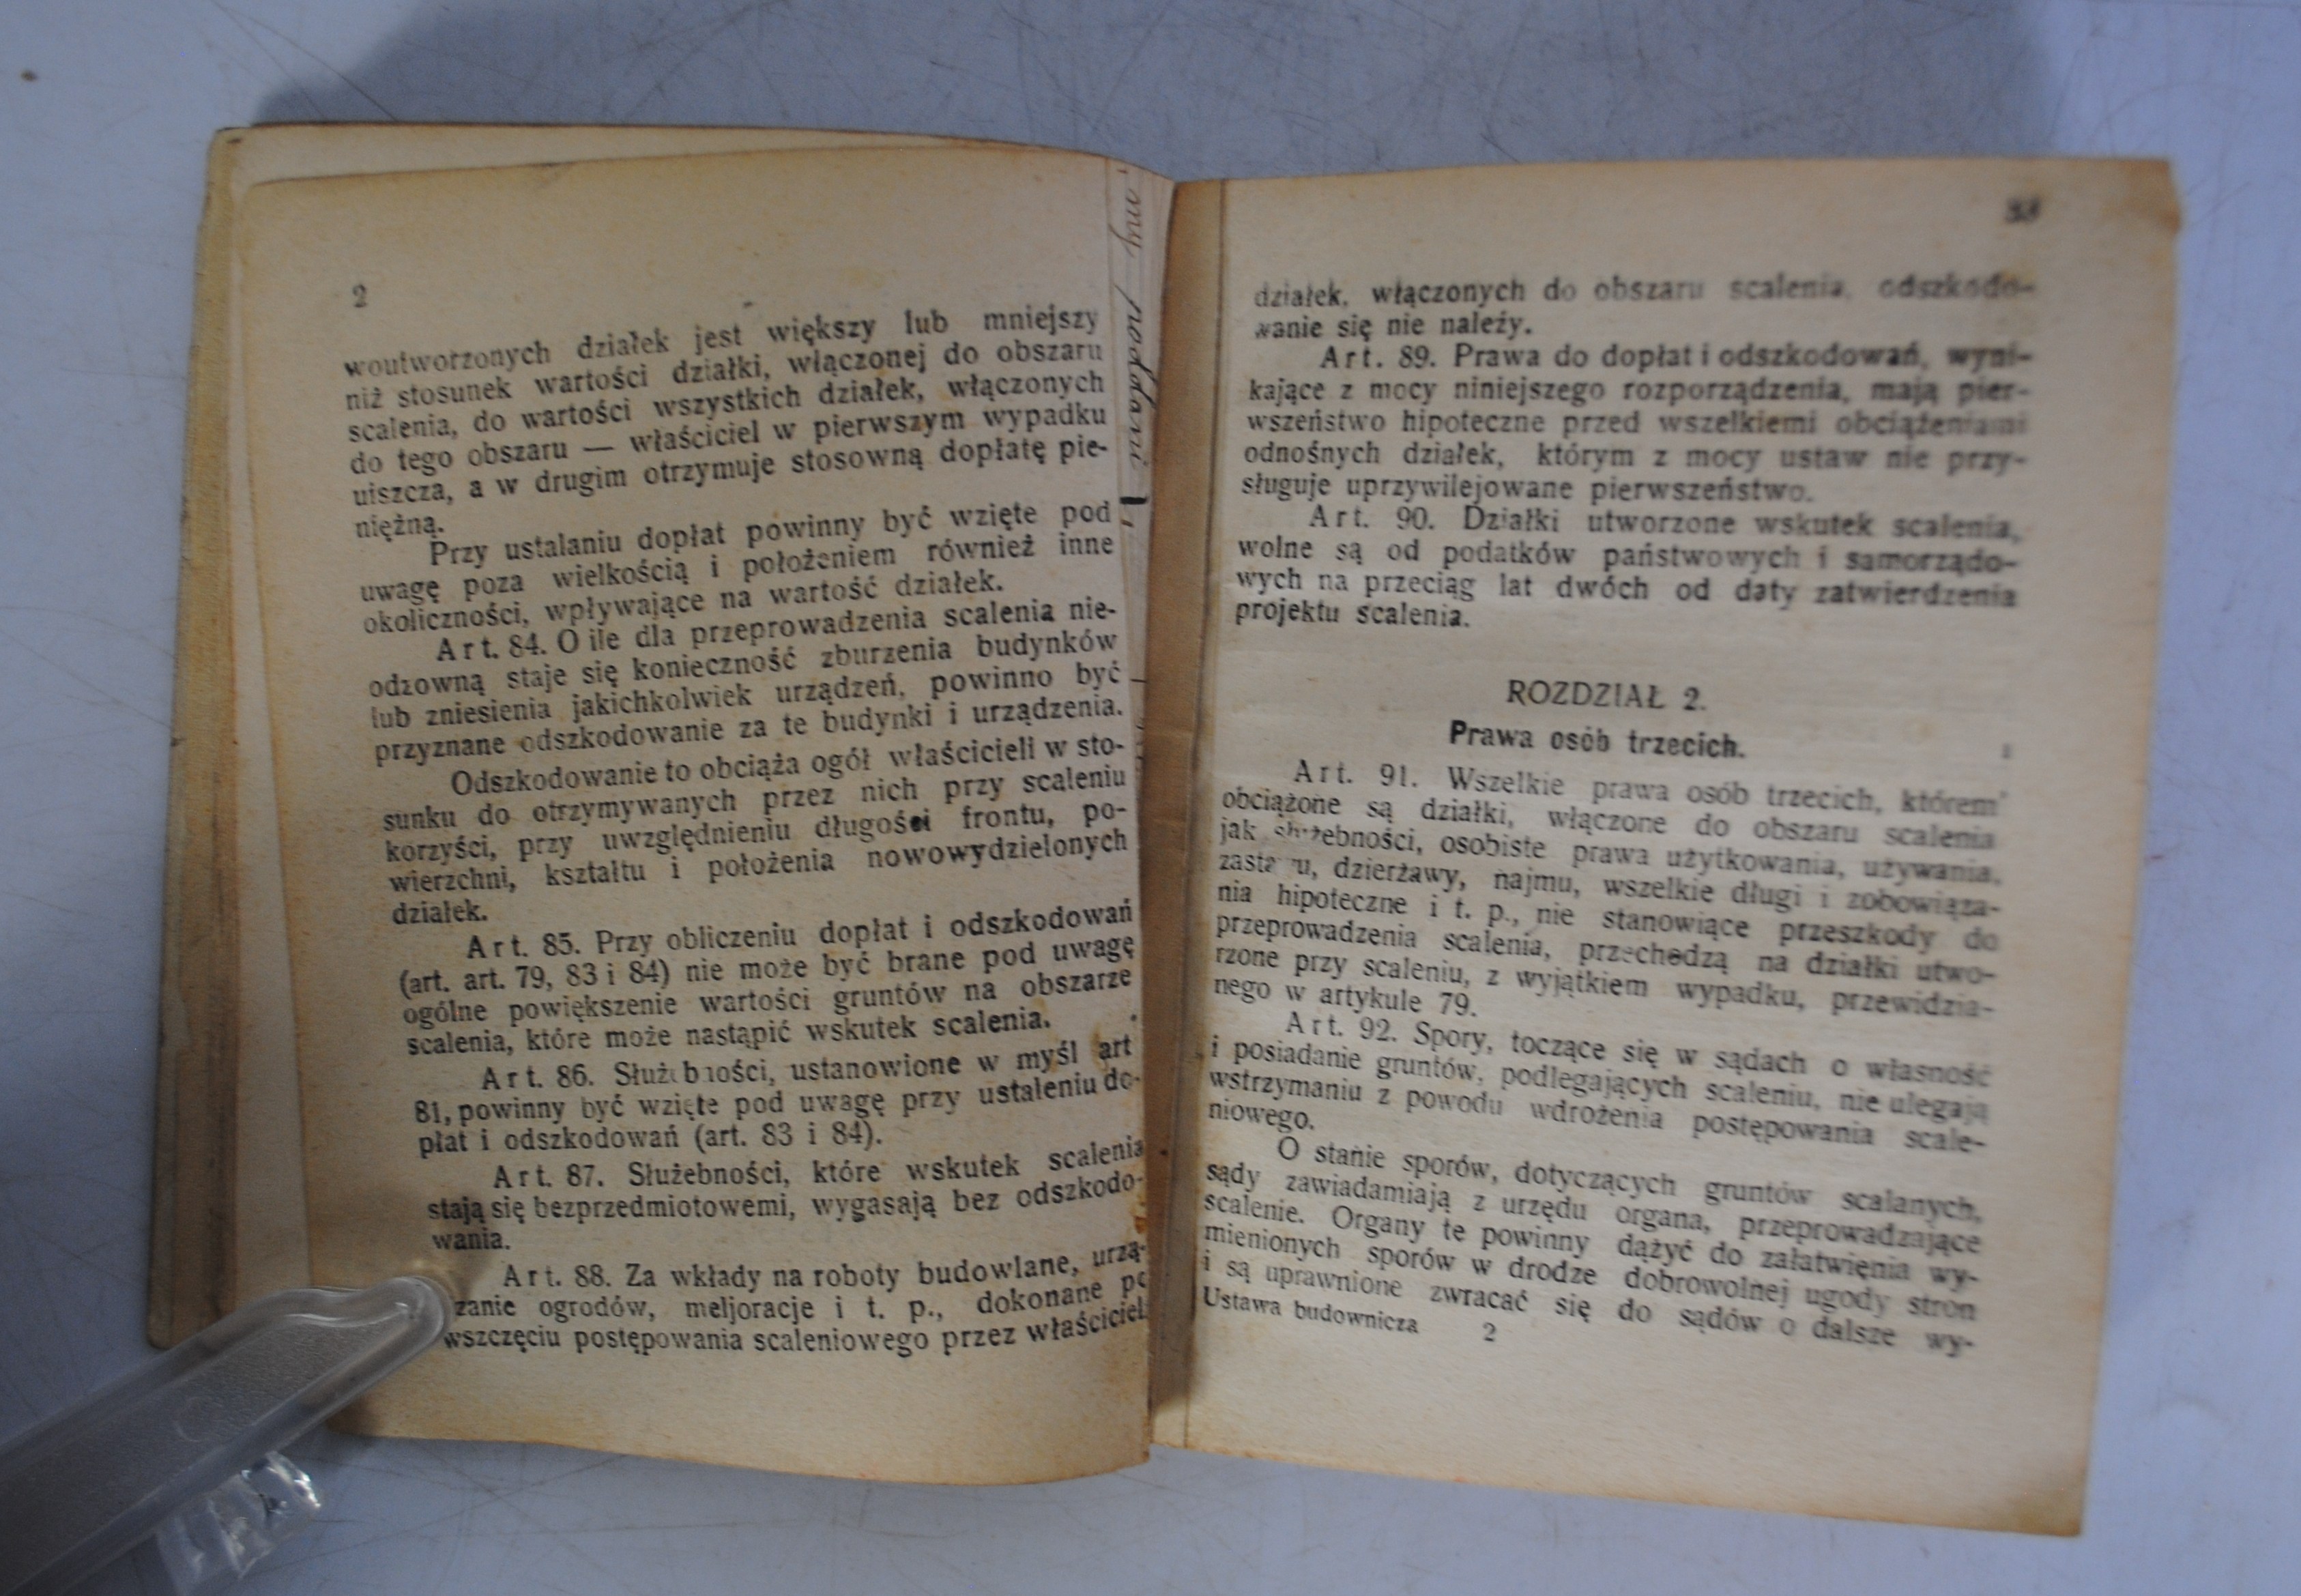 2
woutworzonych działek jest większy lub mniejszy
niż stosunek wartości działki, włączonej do obszaru
scalenia, do wartości wszystkich działek, włączonych
do tego obszaru — właściciel w pierwszym wypadku
uiszcza, a w drugim otrzymuje stosowną dopłatę pie-
niężną.
Przy ustalaniu dopłat powinny być wzięte pod
uwagę poza wielkością i położeniem również inne
okoliczności, wpływające na wartość działek.
Art. 84. O ile dla przeprowadzenia scalenia nie-
odzowną staje się konieczność zburzenia budynków
lub zniesienia jakichkolwiek urządzeń, powinno być
przyznane odszkodowanie za te budynki i urządzenia.
Odszkodowanie to obciąża ogół właścicieli w sto-
sunku do otrzymywanych przez nich przy scaleniu
korzyści, przy uwzględnieniu długości frontu, po-
wierzchni, kształtu i położenia nowowydzielonych
działek.
Art. 85. Przy obliczeniu dopłat i odszkodowań
(art. art. 79, 83 i 84) nie może być brane pod uwagę
ogólne powiększenie wartości gruntów na obszarze
scalenia, które może nastąpić wskutek scalenia.
Art. 86. Służebności, ustanowione w myśl art
81, powinny być wzięte pod uwagę przy ustaleniu do-
płat i odszkodowań (art. 83 i 84).
Art. 87. Służebności, które wskutek scalenia
stają się bezprzedmiotowemi, wygasają bez odszkodo-
wania.
Art. 88. Za wkłady na roboty budowlane, urzą-
zanie ogrodów, meljoracje i t. p., dokonane po
wszczęciu postępowania scaleniowego przez właściciel
my podani
działek, włączonych do obszaru scalenia, odszkodo-
wanie się nie należy.
Art. 89. Prawa do dopłat i odszkodowań, wyni-
kające z mocy niniejszego rozporządzenia, mają pier-
wszeństwo hipoteczne przed wszelkiemi obciążeniami
odnośnych działek, którym z mocy ustaw nie przy-
sługuje uprzywilejowane pierwszeństwo.
Art. 90. Działki utworzone wskutek scalenia,
wolne są od podatków państwowych i samorządo-
wych na przeciąg lat dwóch od daty zatwierdzenia
projektu scalenia.
ROZDZIAŁ 2.
Prawa osób trzecich.
Art. 91. Wszelkie prawa osób trzecich, którem
obciążone są działki, włączone do obszaru scalenia
jak służebności, osobiste prawa użytkowania, używania,
zastawu, dzierżawy, najmu, wszelkie długi i zobowiąza-
nia hipoteczne i t. p., nie stanowiące przeszkody do
przeprowadzenia scalenia, przechodzą na działki utwo-
rzone przy scaleniu, z wyjątkiem wypadku, przewidzia-
nego w artykule 79.
Art. 92. Spory, toczące się w sądach o własność
i posiadanie gruntów, podlegających scaleniu, nie ulegają
wstrzymaniu z powodu wdrożenia postępowania scale-
niowego.
O stanie sporów, dotyczących gruntów scalanych,
sądy zawiadamiają z urzędu organa, przeprowadzające
scalenie. Organy te powinny dążyć do załatwienia wy-
mienionych sporów w drodze dobrowolnej ugody stron
i są uprawnione zwracać się do sądów o dalsze wy-
Ustawa budownicza 2